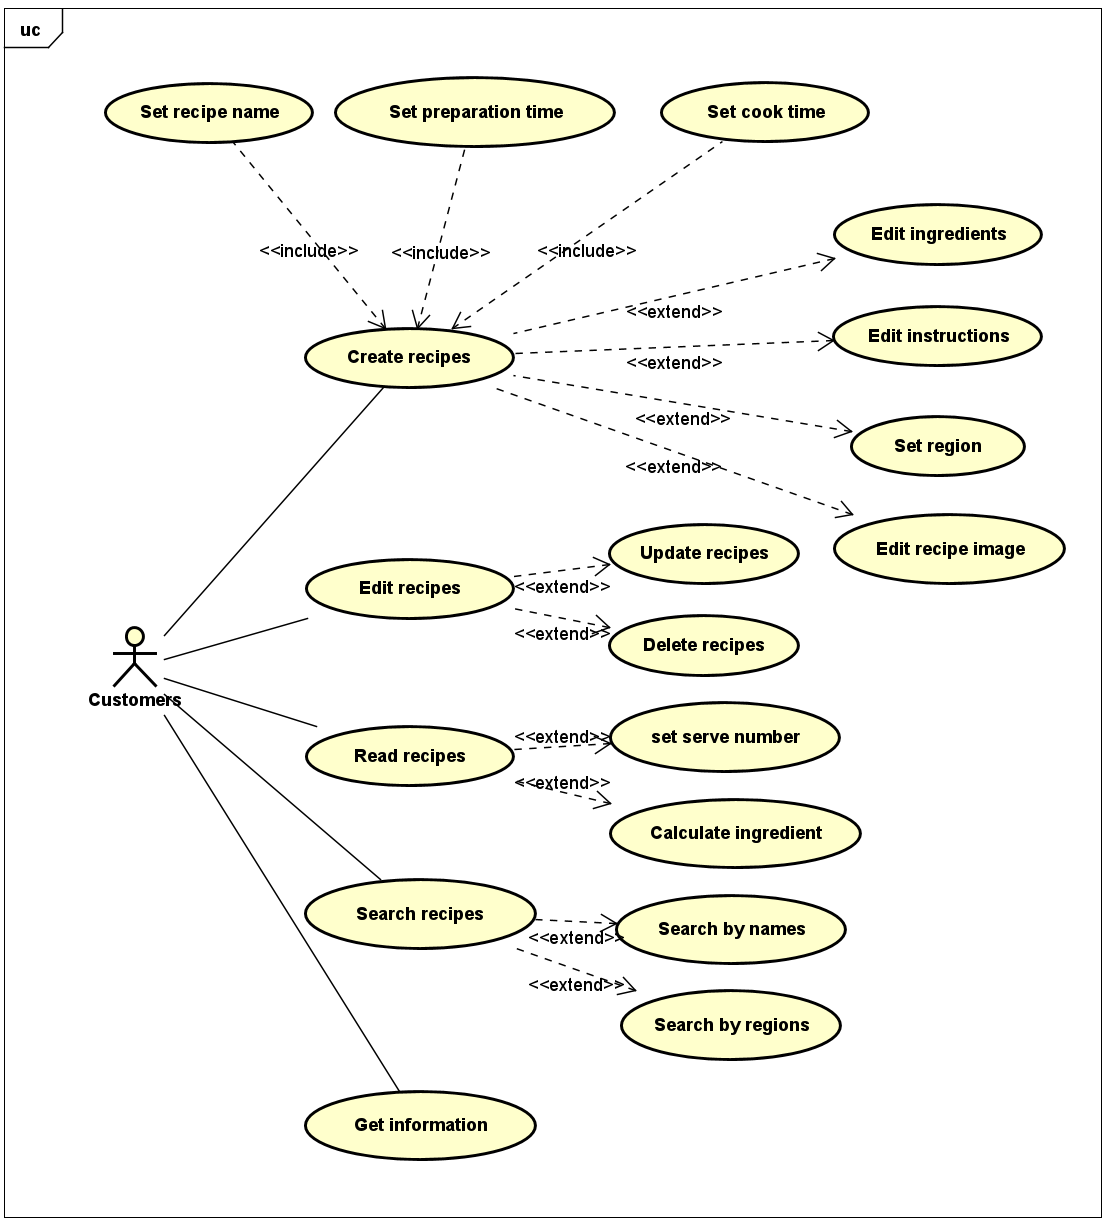 uc
Set recipe name
Set preparation time
Set cook time
Edit ingredients
<<include>>
<<include>>
<<include>>
<<extend>>
Edit instructions
Create recipes
<<extend>>
<<extend>>
Set region
<<extend>>
Edit recipe image
Update recipes
Edit recipes
<<extend>>
<<extend>>
Delete recipes
Customers
<<extend>>
set serve number
Read recipes
<<extend>>
Calculate ingredient
Search recipes
Search by names
<<extend>>
<<extend>>
Search by regions
Get information